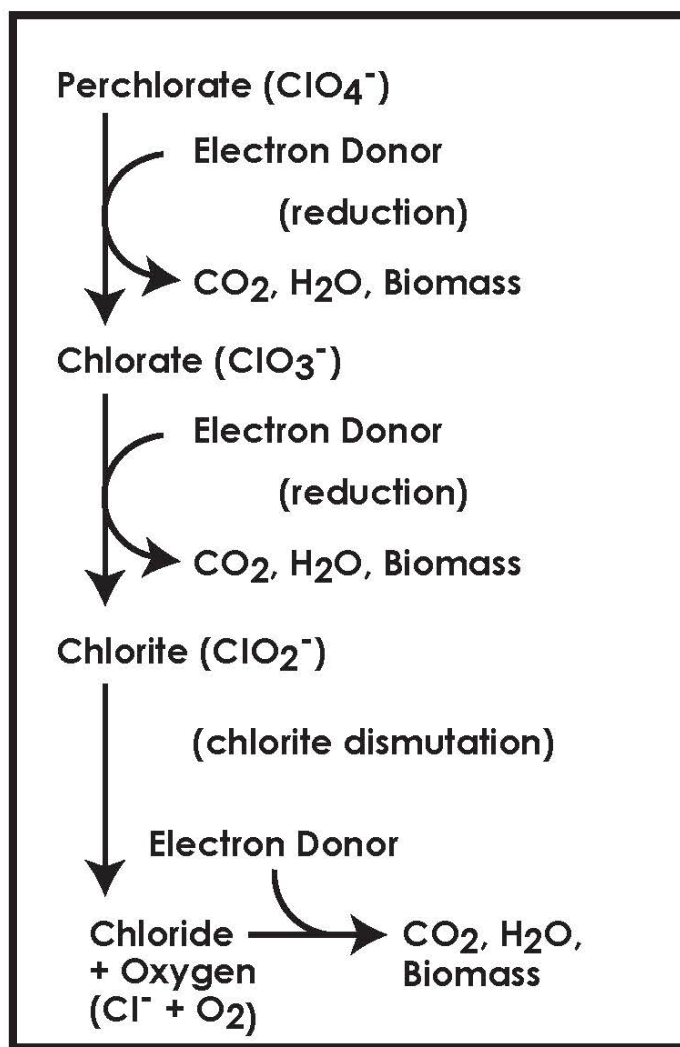 Perchlorate (ClO4-)
Electron Donor
(reduction)
CO2, H2O, Biomass
Chlorate (ClO3-)
Electron Donor
(reduction)
CO2, H2O, Biomass
Chlorite (ClO2-)
(chlorite dismutation)
Electron Donor
Chloride
+ Oxygen
(Cl- + O2)
CO2, H2O,
Biomass